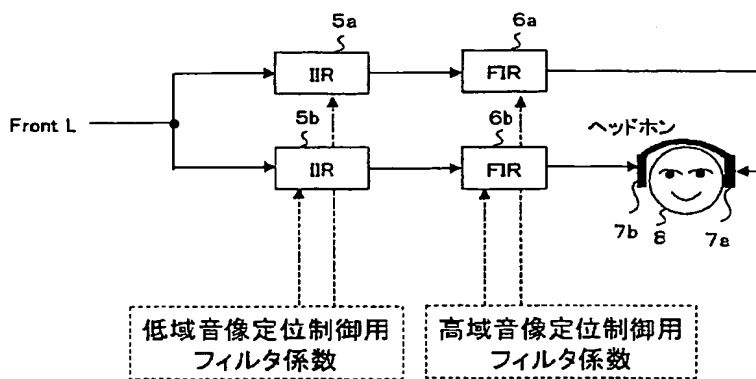 5a
6a
IIR
FIR
Front L
5b
6b
ヘッドホン
IIR
FIR
7b
8
7a
低域音像定位制御用
フィルタ係数
高域音像定位制御用
フィルタ係数